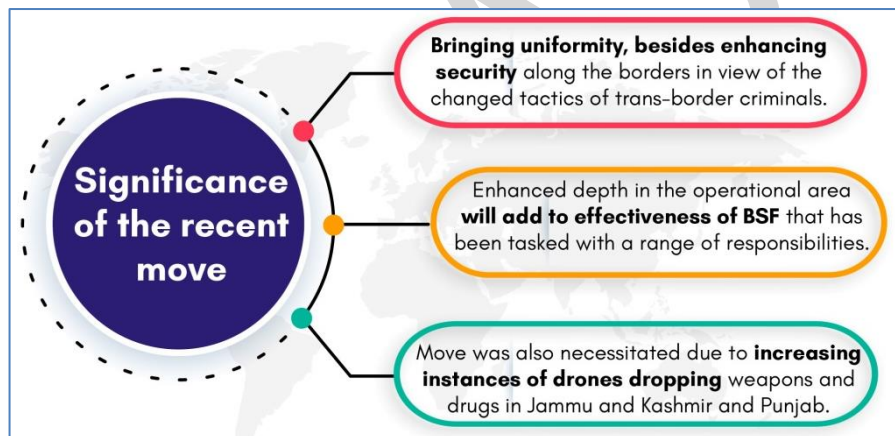 Significance
of the recent
move
Bringing uniformity, besides enhancing
security along the borders in view of the
changed tactics of trans-border criminals.
Enhanced depth in the operational area
will add to effectiveness of BSF that has
been tasked with a range of responsibilities.
Move was also necessitated due to increasing
instances of drones dropping weapons and
drugs in Jammu and Kashmir and Punjab.